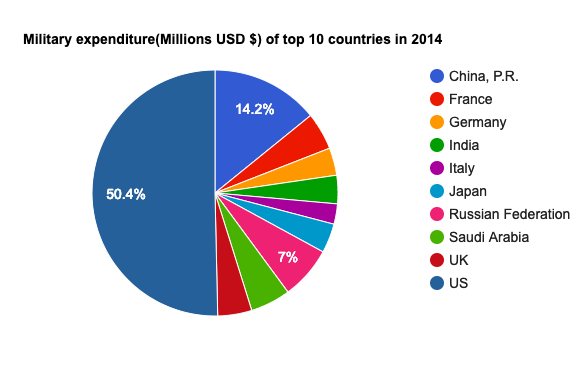 Military expenditure(Millions USD $) of top 10 countries in 2014
14.2%
50.4%
7%
China, P.R.
France
Germany
India
Italy
Japan
Russian Federation
Saudi Arabia
UK
US